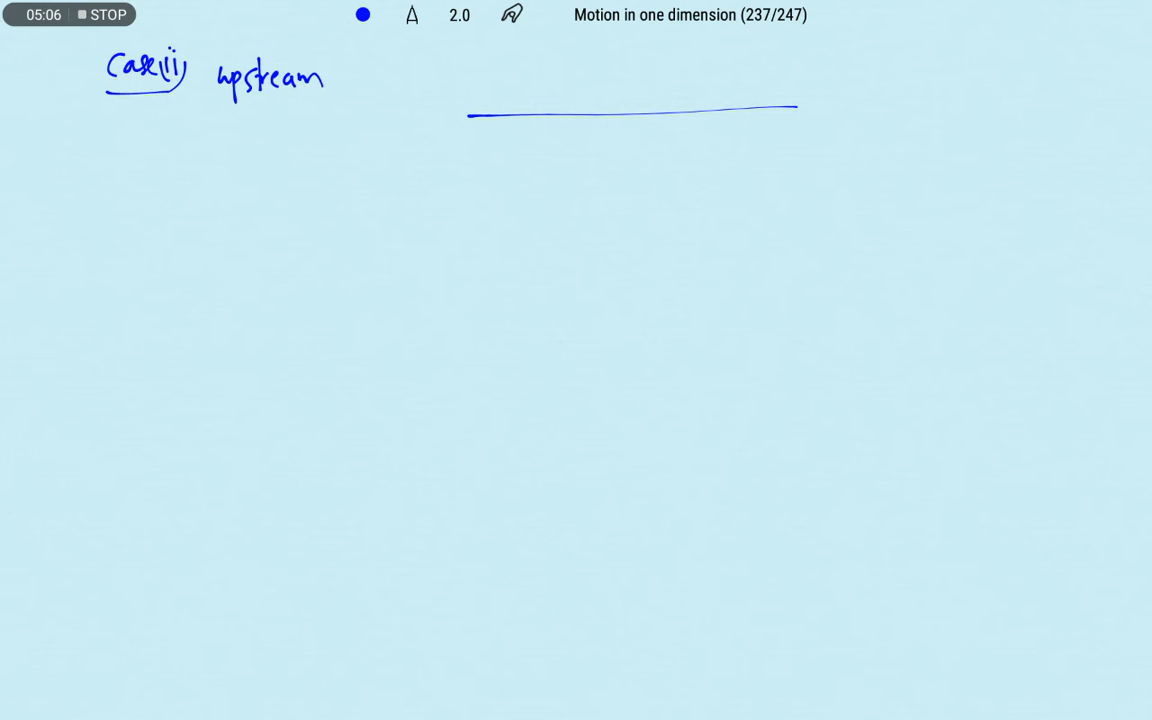 05:06 STOP 2.0 Motion in one dimension (237/247)
Case(ii) upstream